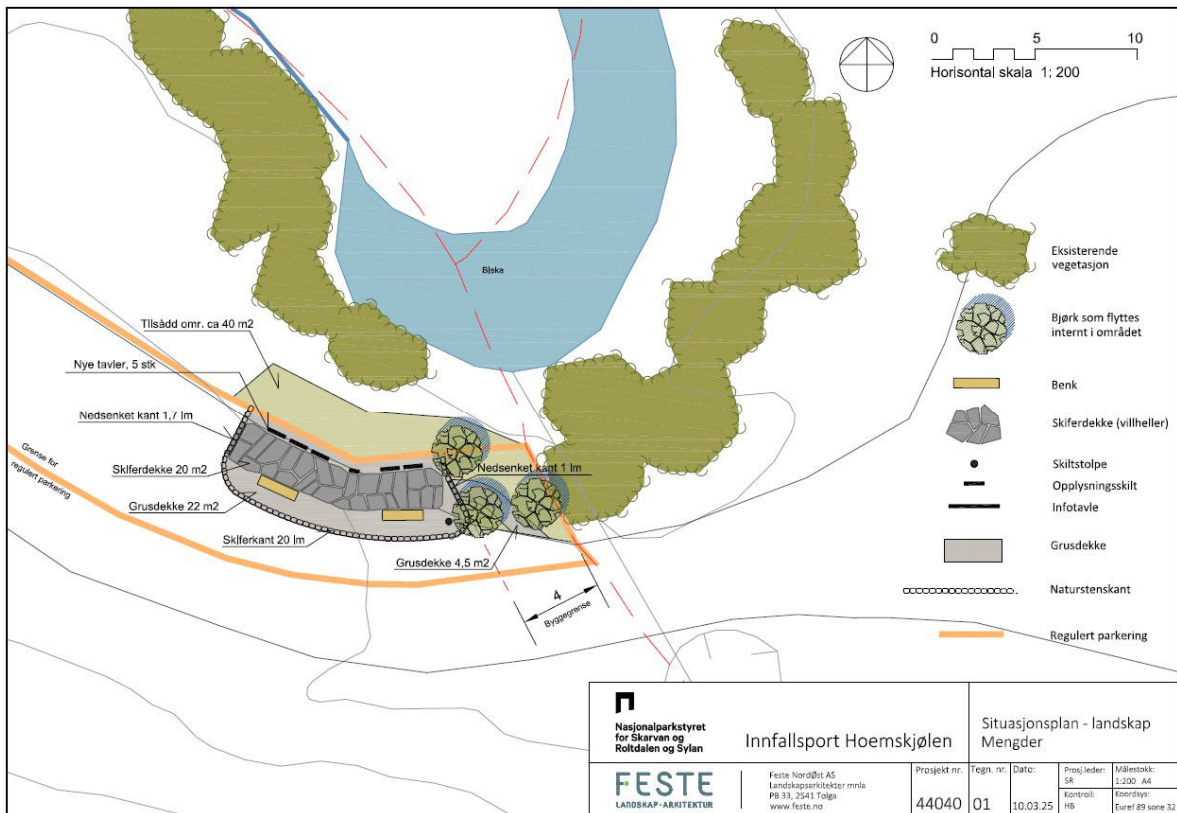 0 5 10
Horisontal skala 1: 200
Bleka
Tilsådd omr. ca 40 m2
Nye tavler, 5 stk
Nedsenket kant 1,7 lm
Grense for
regulert parkering
Skiferdekke 20 m2
Grusdekke 22 m2
Skiferkant 20 lm
Nedsenket kant 1 lm
Grusdekke 4,5 m2
4
Byggegrense
Eksisterende
vegetasjon
Bjørk som flyttes
internt i området
Benk
Skiferdekke (villheller)
Skiltstolpe
Opplysningsskilt
Infotavle
Grusdekke
Naturstenskant
Regulert parkering
Nasjonalparkstyret
for Skarvan og
Roltdalen og Sylan
Innfallsport Hoemskjølen
Situasjonsplan - landskap
Mengder
FESTE
LANDSKAP·ARKITEKTUR
Feste NordØst AS
Landskapsarkitekter mnla
PB 33, 2541 Tolga
www.feste.no
Prosjekt nr.
44040
Tegn. nr.
01
Dato:
10.03.25
Prosj.leder:
SR
Kontroll:
HB
Målestokk:
1:200 A4
Koordsys:
Euref 89 sone 32